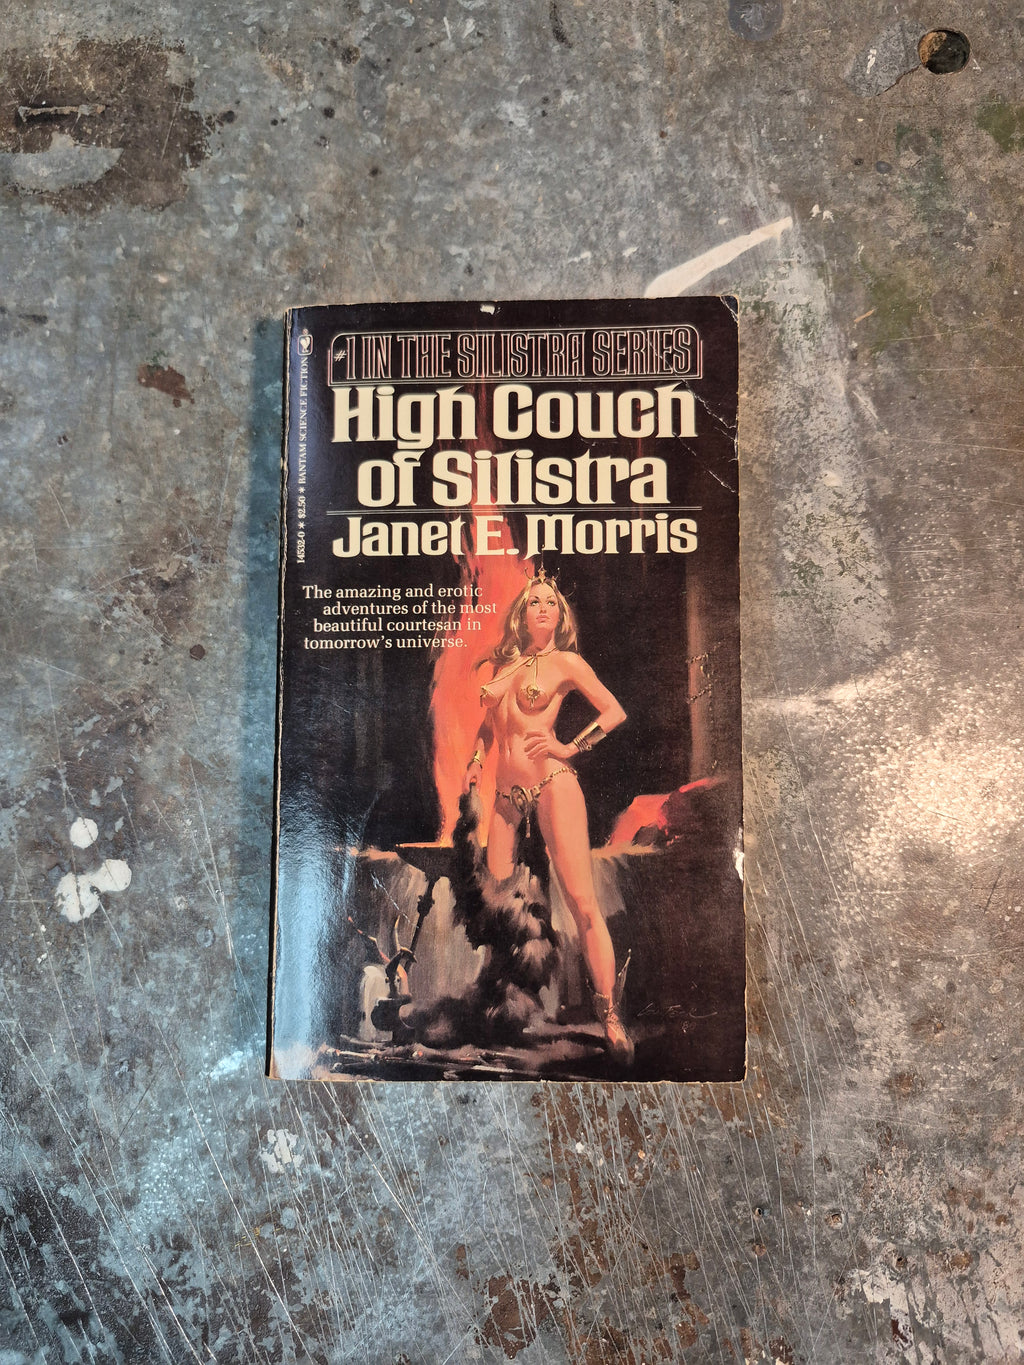 #1 IN THE SILISTRA SERIES
High Couch
of Silistra
Janet E. Morris
The amazing and erotic
adventures of the most
beautiful courtesan in
tomorrow's universe.
14532-0 * $2.50 * BANTAM SCIENCE FICTION